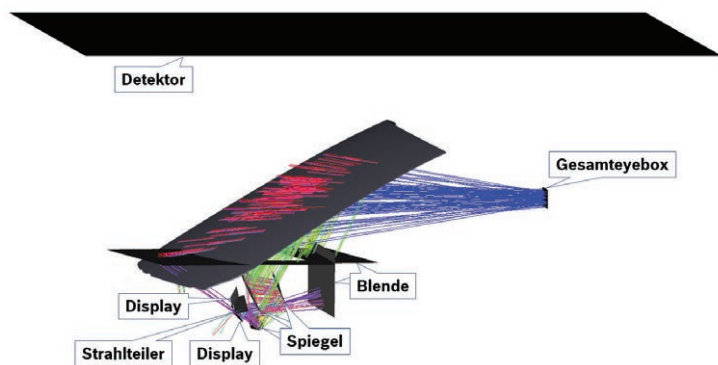 Detektor
Gesamteyebox
Blende
Display
Spiegel
Strahlteiler
Display